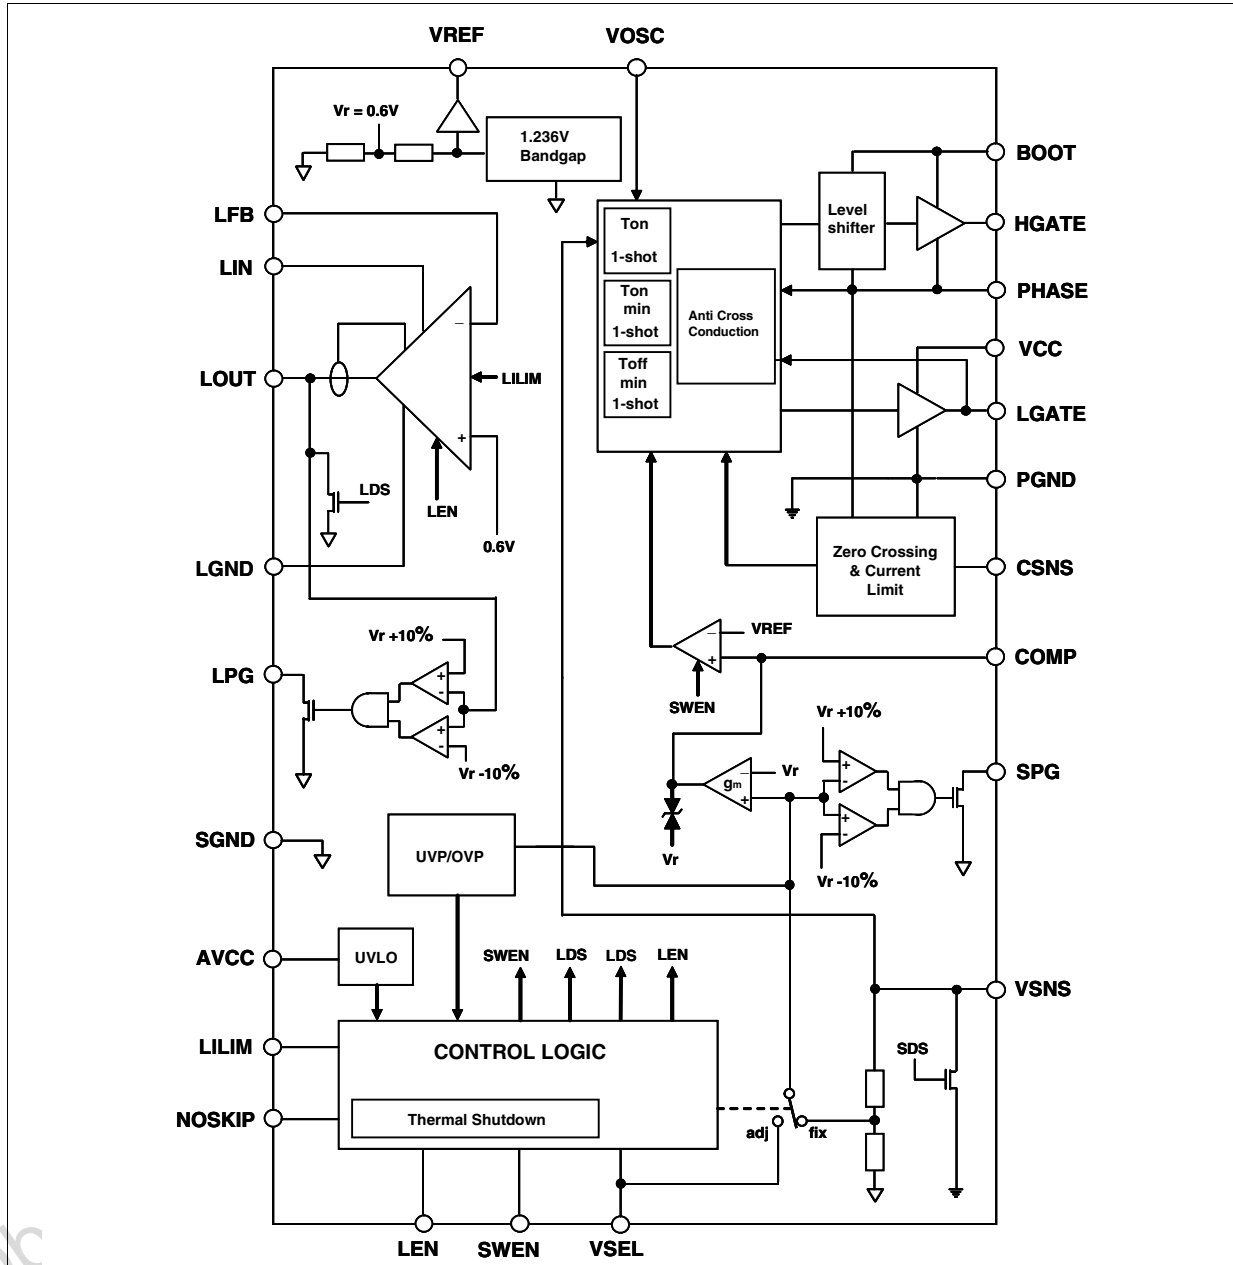 VREF
VOSC
Vr = 0.6V
1.236V
Bandgap
BOOT
LFB
Ton
1-shot
Level
shifter
HGATE
LIN
Ton
min
1-shot
Anti Cross
Conduction
PHASE
−
VCC
LOUT
LILIM
Toff
min
1-shot
LGATE
+
LDS
LEN
PGND
0.6V
LGND
Zero Crossing
& Current
Limit
CSNS
Vr +10%
− VREF
+
COMP
LPG
+
-
SWEN
+
-
Vr +10%
Vr -10%
SPG
gm
− Vr
+
+
-
+
-
SGND
UVP/OVP
Vr
Vr -10%
AVCC
UVLO
SWEN
LDS
LDS
LEN
VSNS
LILIM
CONTROL LOGIC
SDS
NOSKIP
Thermal Shutdown
adj
fix
LEN
SWEN
VSEL